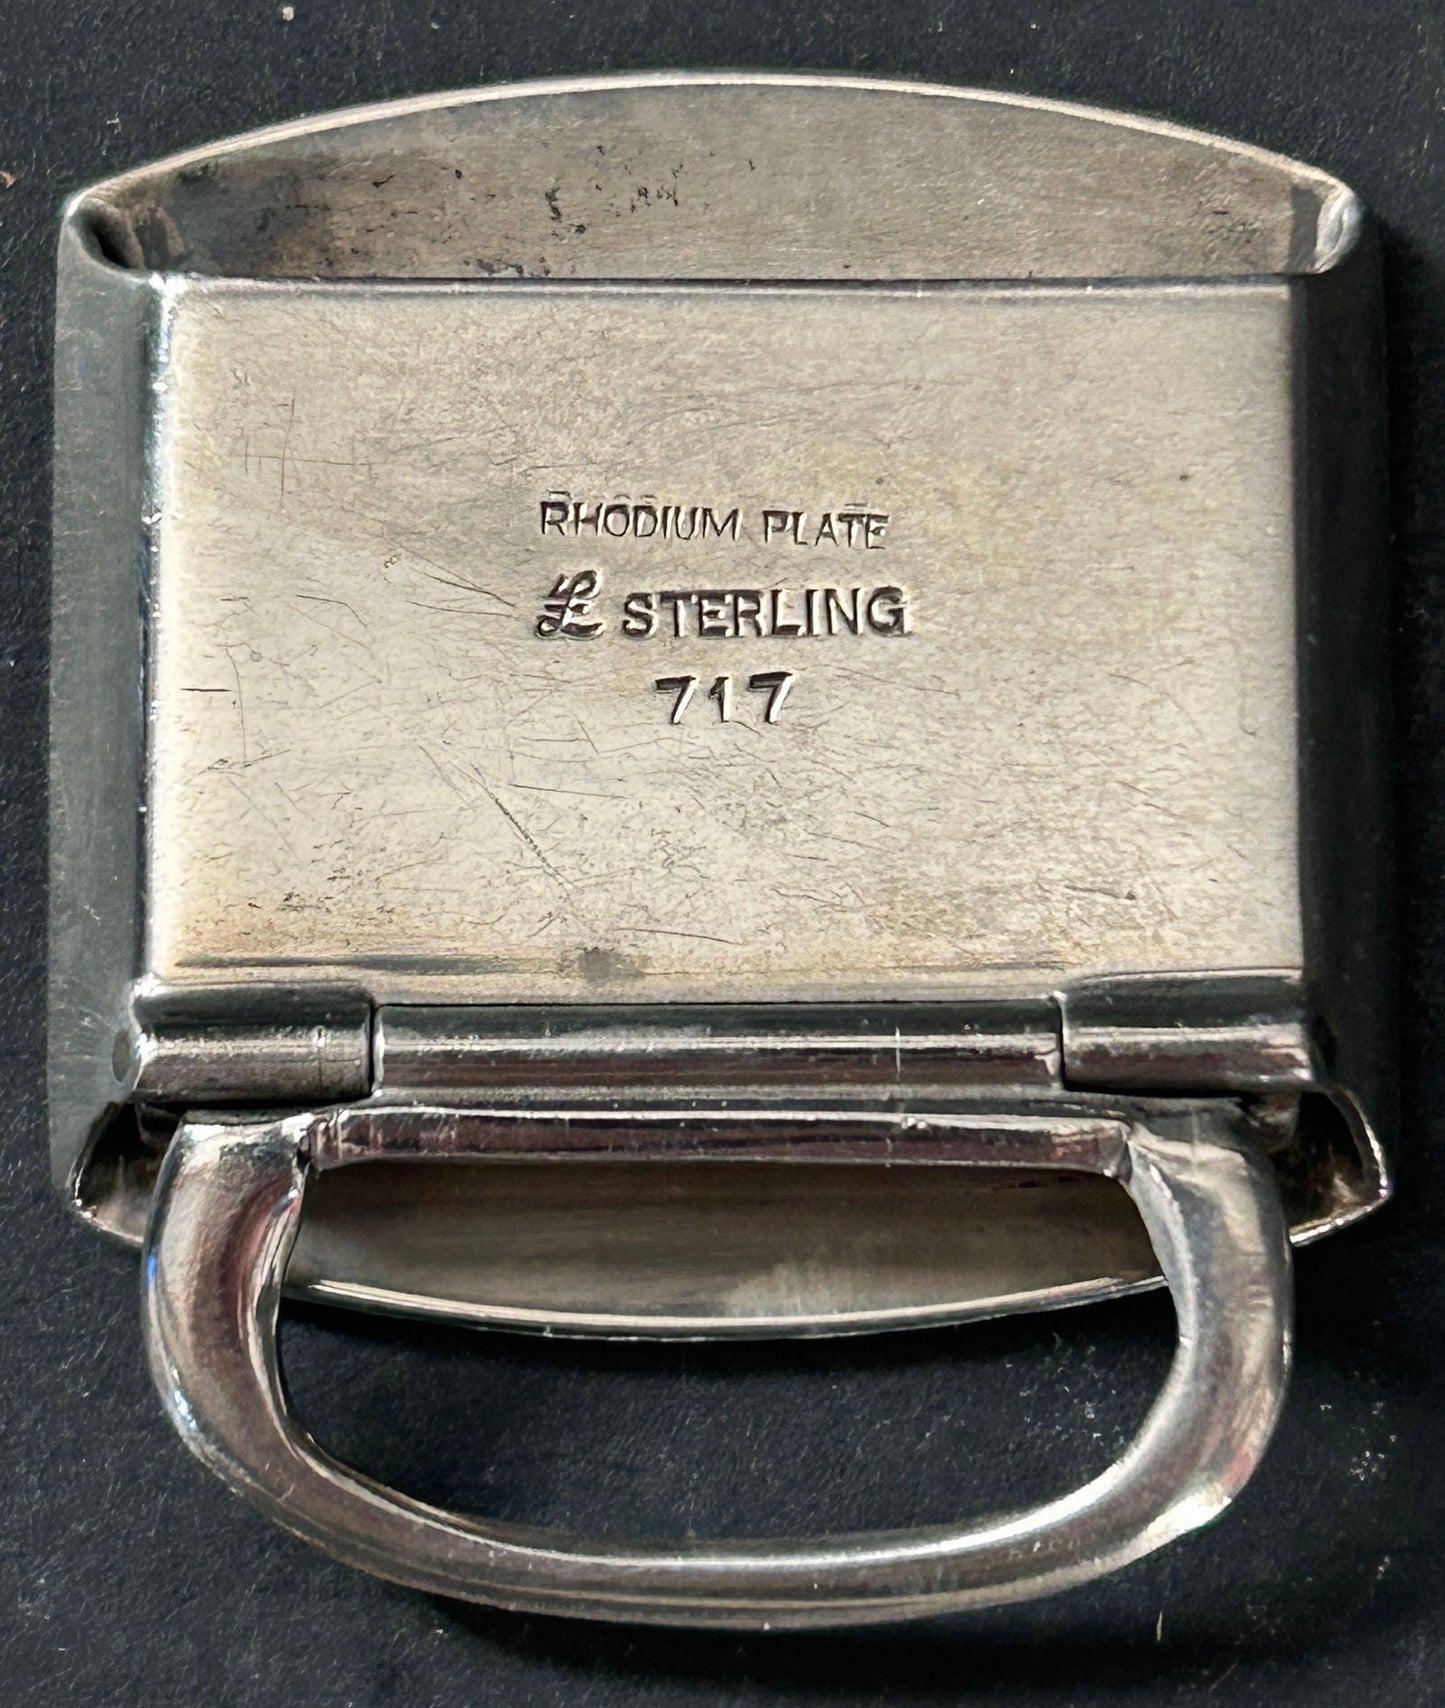 RHODIUM PLATE
STERLING
717